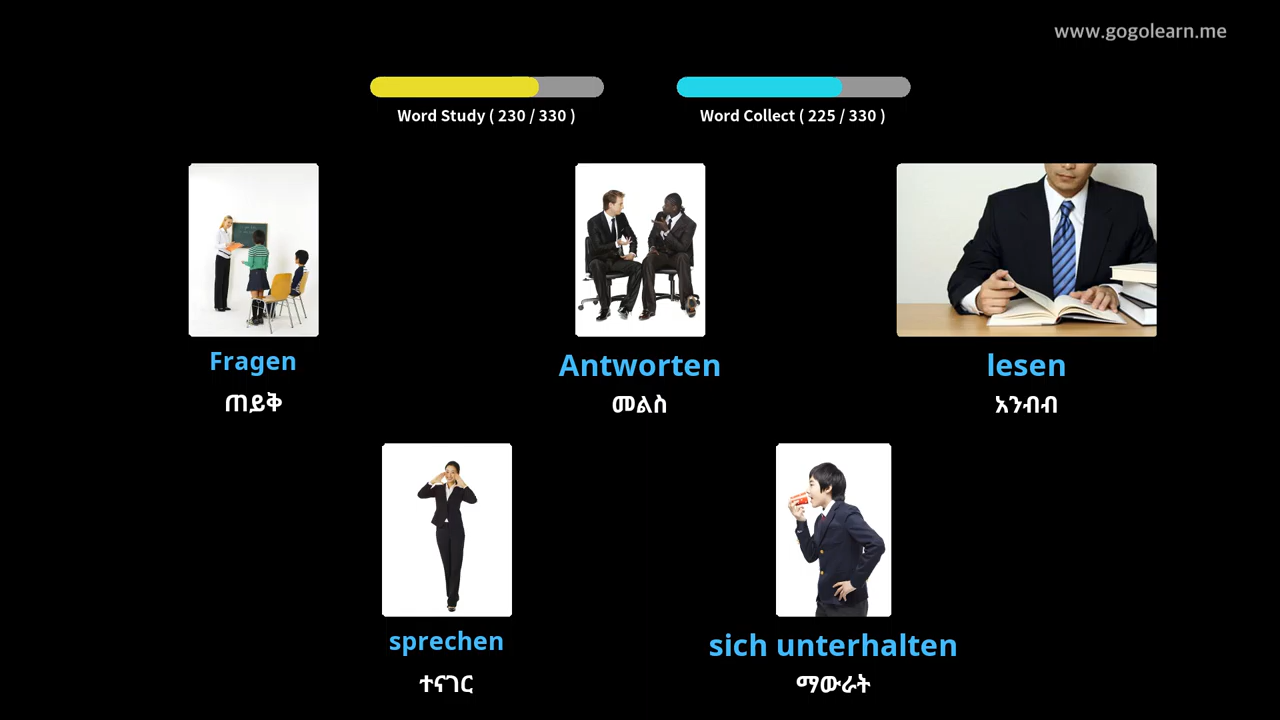 www.gogolearn.me
Word Study ( 230 / 330 )
Word Collect ( 225 / 330 )
Fragen
ጠይቅ
Antworten
መልስ
lesen
አንብብ
sprechen
ተናገር
sich unterhalten
ማውራት